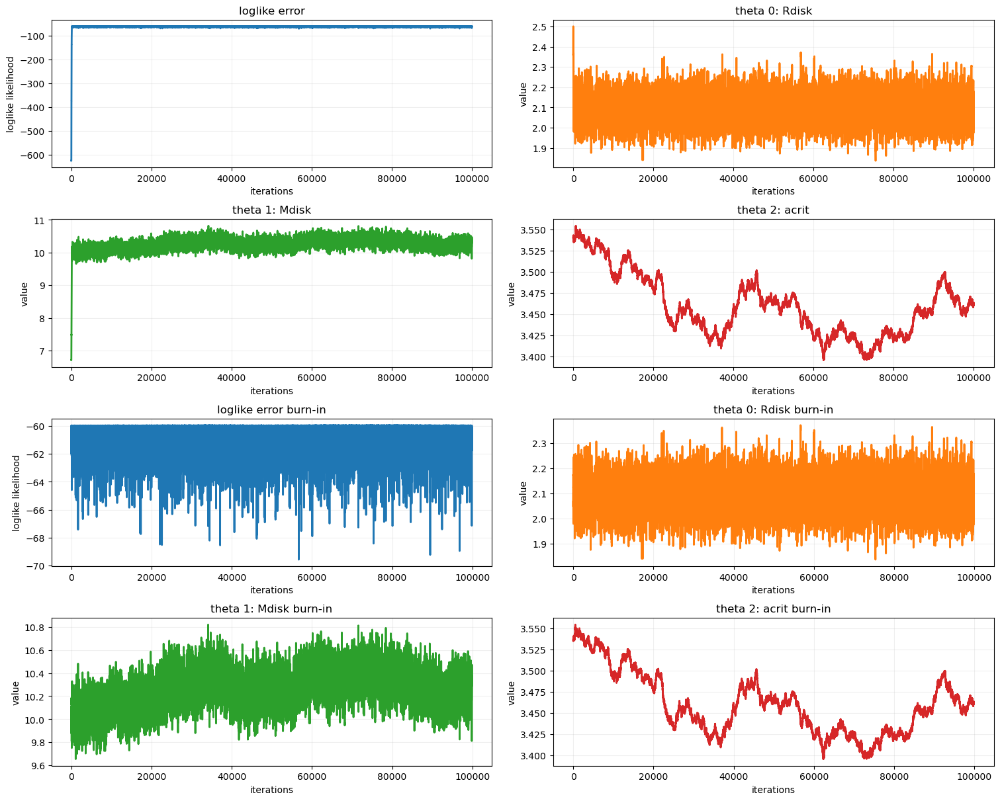 loglike error
loglike likelihood
−100
−200
−300
−400
−500
−600
0 20000 40000 60000 80000 100000
iterations
theta 0: Rdisk
value
2.5
2.4
2.3
2.2
2.1
2.0
1.9
0 20000 40000 60000 80000 100000
iterations
theta 1: Mdisk
value
11
10
9
8
7
0 20000 40000 60000 80000 100000
iterations
theta 2: acrit
value
3.550
3.525
3.500
3.475
3.450
3.425
3.400
0 20000 40000 60000 80000 100000
iterations
loglike error burn-in
loglike likelihood
−60
−62
−64
−66
−68
−70
0 20000 40000 60000 80000 100000
iterations
theta 0: Rdisk burn-in
value
2.3
2.2
2.1
2.0
1.9
0 20000 40000 60000 80000 100000
iterations
theta 1: Mdisk burn-in
value
10.8
10.6
10.4
10.2
10.0
9.8
9.6
0 20000 40000 60000 80000 100000
iterations
theta 2: acrit burn-in
value
3.550
3.525
3.500
3.475
3.450
3.425
3.400
0 20000 40000 60000 80000 100000
iterations